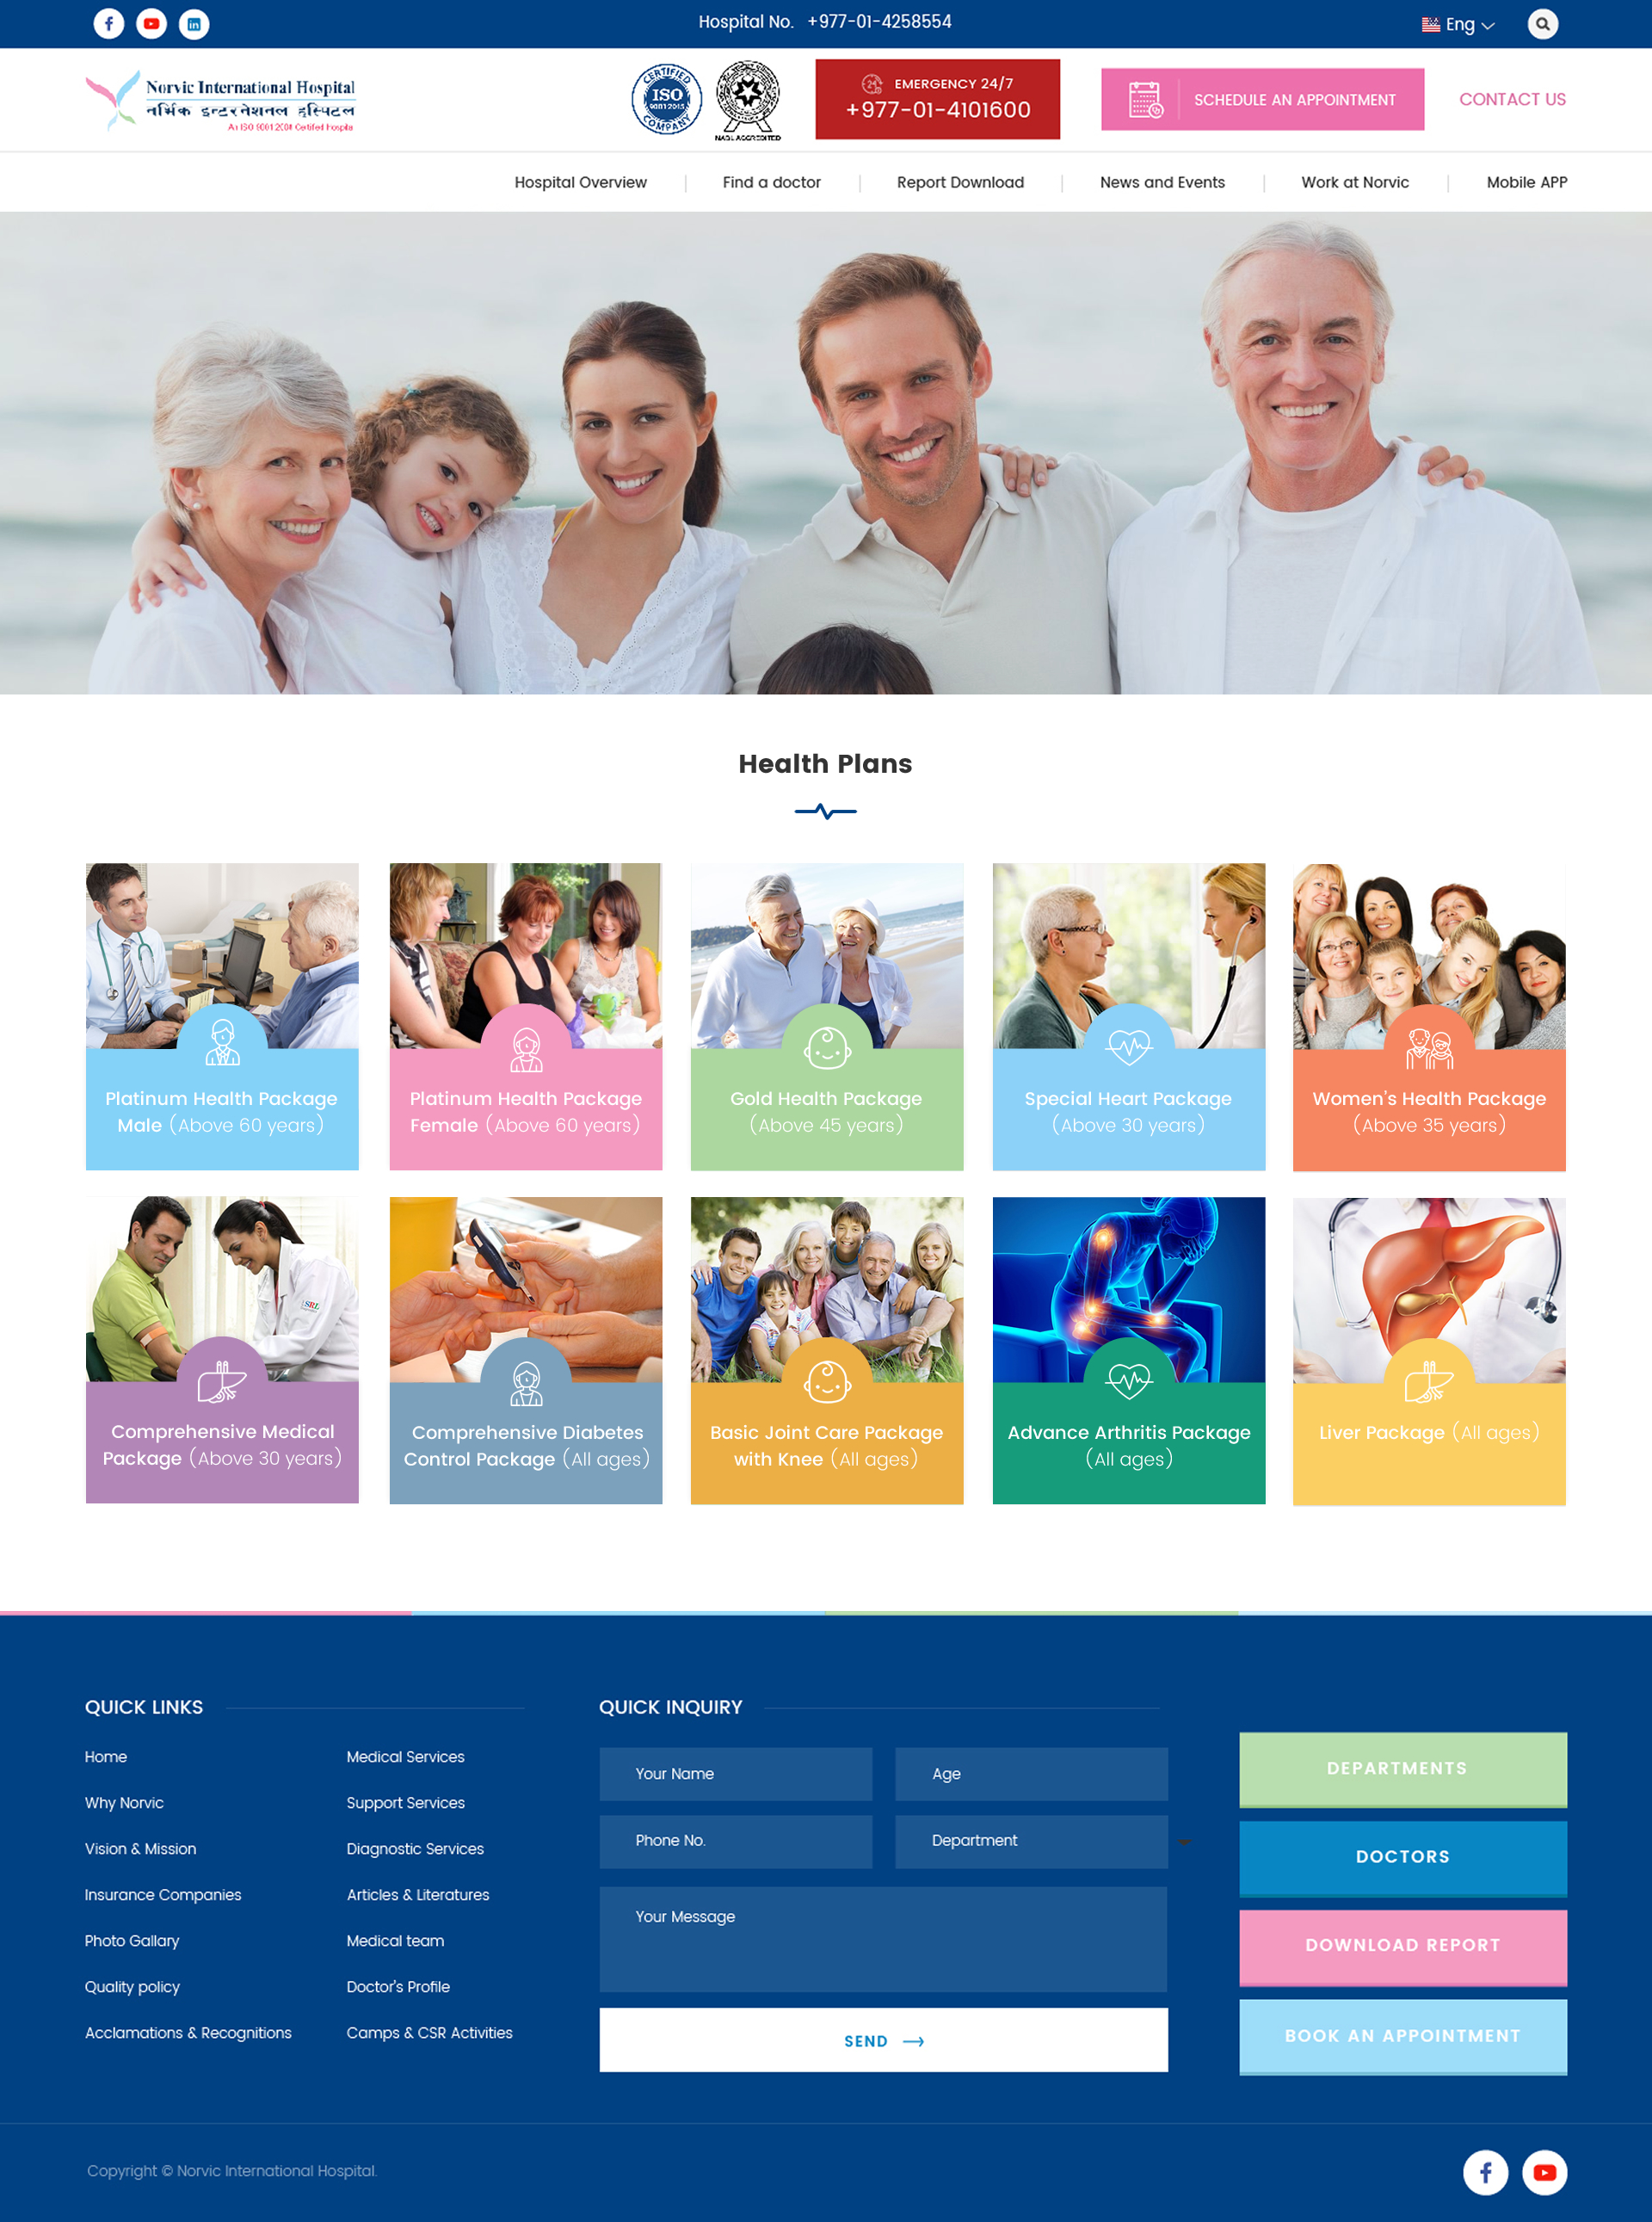 Hospital No. +977-01-4258554
Eng
Norvic International Hospital
नर्भिक इन्टरनेशनल हस्पिटल
An ISO 9001:2008 Certified Hospital
CERTIFIED
ISO
9001:2015
COMPANY
NABL ACCREDITED
EMERGENCY 24/7
+977-01-4101600
SCHEDULE AN APPOINTMENT
CONTACT US
Hospital Overview
Find a doctor
Report Download
News and Events
Work at Norvic
Mobile APP
Health Plans
Platinum Health Package
Male (Above 60 years)
Platinum Health Package
Female (Above 60 years)
Gold Health Package
(Above 45 years)
Special Heart Package
(Above 30 years)
Women's Health Package
(Above 35 years)
SRL
Comprehensive Medical
Package (Above 30 years)
Comprehensive Diabetes
Control Package (All ages)
Basic Joint Care Package
with Knee (All ages)
Advance Arthritis Package
(All ages)
Liver Package (All ages)
QUICK LINKS
Home
Why Norvic
Vision & Mission
Insurance Companies
Photo Gallary
Quality policy
Acclamations & Recognitions
Medical Services
Support Services
Diagnostic Services
Articles & Literatures
Medical team
Doctor's Profile
Camps & CSR Activities
QUICK INQUIRY
Your Name
Age
Phone No.
Department
Your Message
SEND
DEPARTMENTS
DOCTORS
DOWNLOAD REPORT
BOOK AN APPOINTMENT
Copyright © Norvic International Hospital.